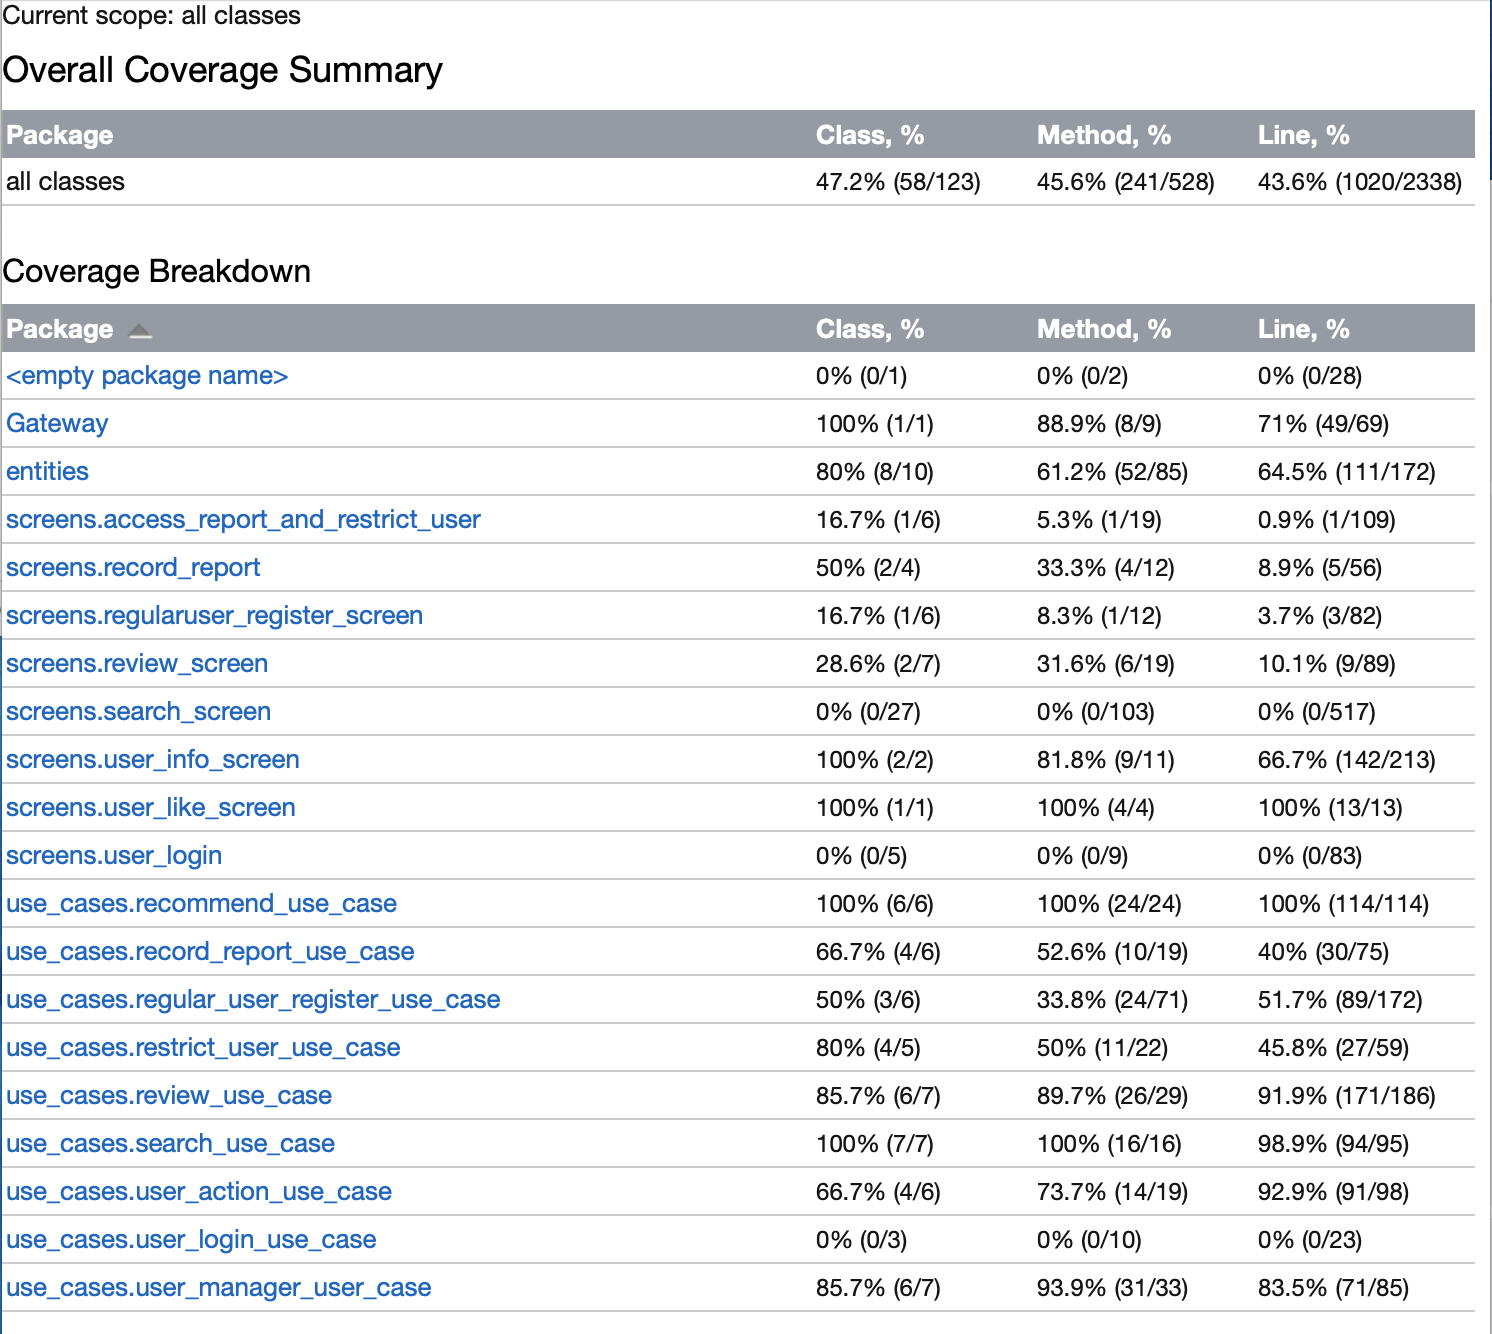 Current scope: all classes
Overall Coverage Summary
Package Class, % Method, % Line, %
all classes 47.2% (58/123) 45.6% (241/528) 43.6% (1020/2338)
Coverage Breakdown
Package Class, % Method, % Line, %
<empty package name> 0% (0/1) 0% (0/2) 0% (0/28)
Gateway 100% (1/1) 88.9% (8/9) 71% (49/69)
entities 80% (8/10) 61.2% (52/85) 64.5% (111/172)
screens.access_report_and_restrict_user 16.7% (1/6) 5.3% (1/19) 0.9% (1/109)
screens.record_report 50% (2/4) 33.3% (4/12) 8.9% (5/56)
screens.regularuser_register_screen 16.7% (1/6) 8.3% (1/12) 3.7% (3/82)
screens.review_screen 28.6% (2/7) 31.6% (6/19) 10.1% (9/89)
screens.search_screen 0% (0/27) 0% (0/103) 0% (0/517)
screens.user_info_screen 100% (2/2) 81.8% (9/11) 66.7% (142/213)
screens.user_like_screen 100% (1/1) 100% (4/4) 100% (13/13)
screens.user_login 0% (0/5) 0% (0/9) 0% (0/83)
use_cases.recommend_use_case 100% (6/6) 100% (24/24) 100% (114/114)
use_cases.record_report_use_case 66.7% (4/6) 52.6% (10/19) 40% (30/75)
use_cases.regular_user_register_use_case 50% (3/6) 33.8% (24/71) 51.7% (89/172)
use_cases.restrict_user_use_case 80% (4/5) 50% (11/22) 45.8% (27/59)
use_cases.review_use_case 85.7% (6/7) 89.7% (26/29) 91.9% (171/186)
use_cases.search_use_case 100% (7/7) 100% (16/16) 98.9% (94/95)
use_cases.user_action_use_case 66.7% (4/6) 73.7% (14/19) 92.9% (91/98)
use_cases.user_login_use_case 0% (0/3) 0% (0/10) 0% (0/23)
use_cases.user_manager_user_case 85.7% (6/7) 93.9% (31/33) 83.5% (71/85)